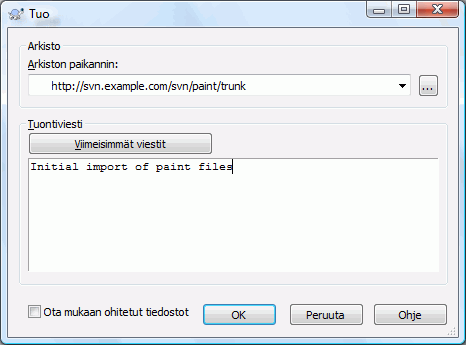 Tuo
Arkisto
Arkiston paikannin:
http://svn.example.com/svn/paint/trunk
...
Tuontiviesti
Viimeisimmät viestit
Initial import of paint files
Ota mukaan ohitetut tiedostot
OK
Peruuta
Ohje